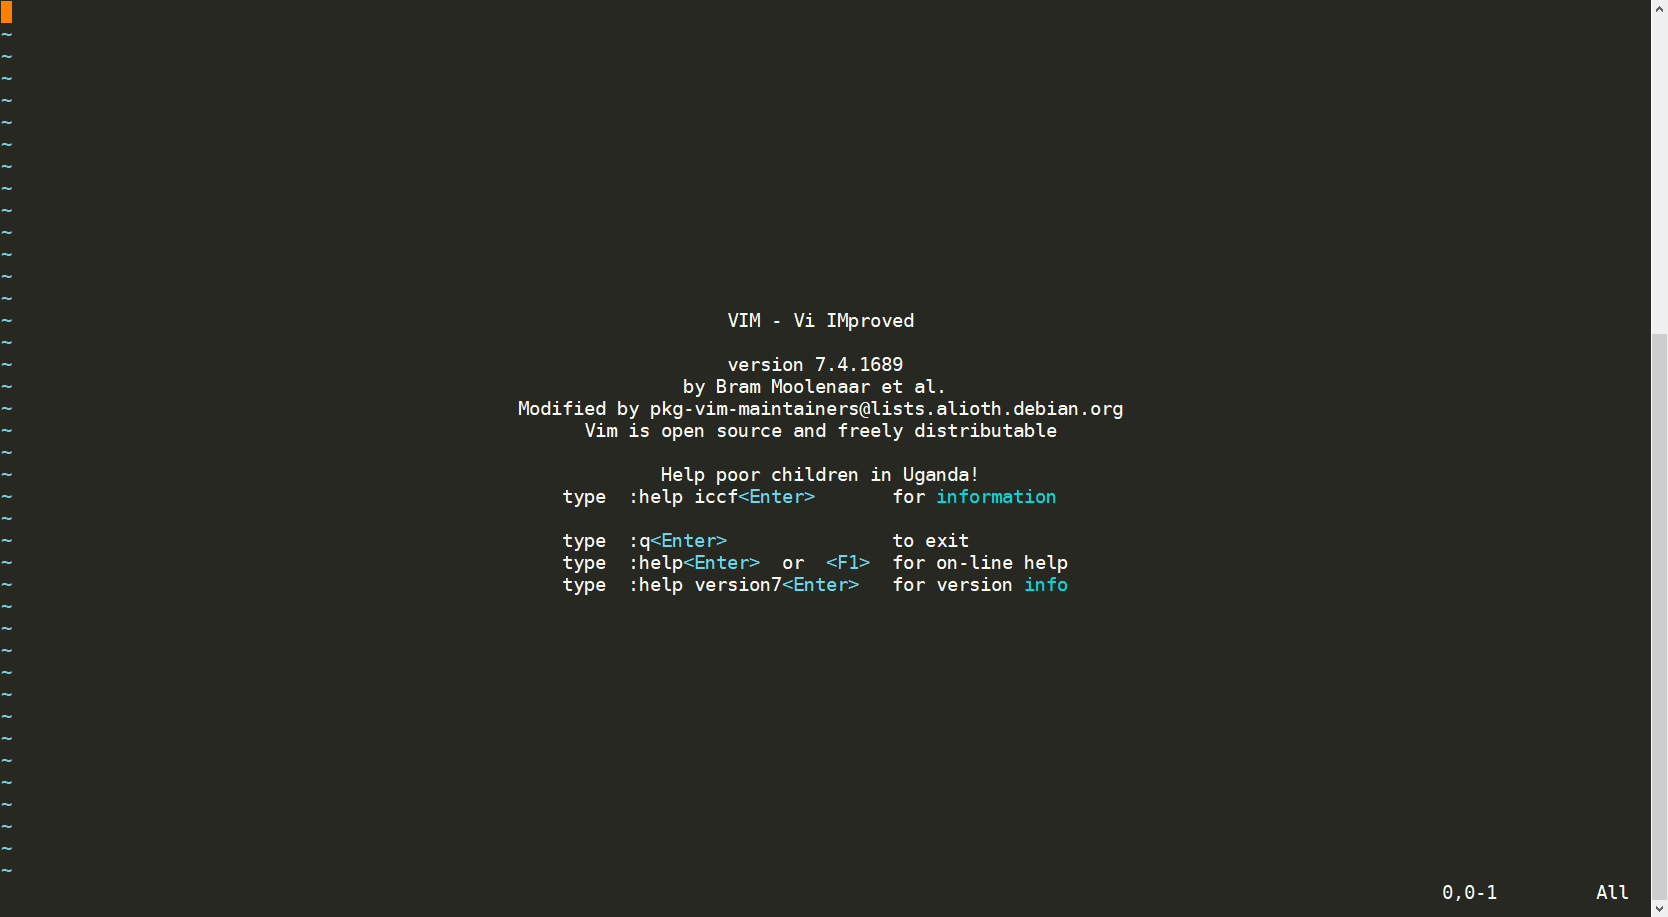 ~
~
~
~
~
~
~
~
~
~
~
~
~
~ VIM - Vi IMproved
~
~ version 7.4.1689
~ by Bram Moolenaar et al.
~ Modified by pkg-vim-maintainers@lists.alioth.debian.org
~ Vim is open source and freely distributable
~
~ Help poor children in Uganda!
~ type :help iccf<Enter> for information
~
~ type :q<Enter> to exit
~ type :help<Enter> or <F1> for on-line help
~ type :help version7<Enter> for version info
~
~
~
~
~
~
~
~
~
~
~
~
~
0,0-1 All